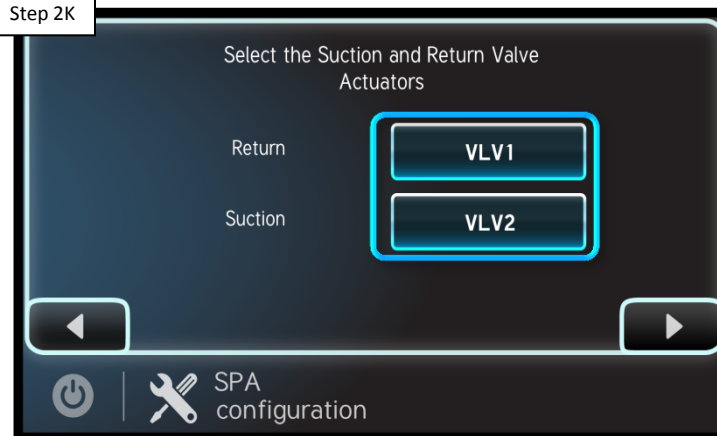 Step 2K
Select the Suction and Return Valve
Actuators
Return
VLV1
Suction
VLV2
SPA
configuration